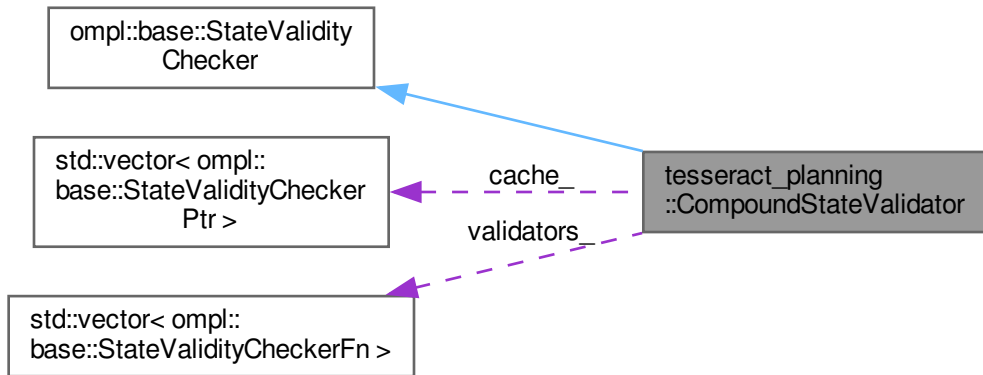 ompl::base::StateValidity
Checker
std::vector< ompl::
base::StateValidityChecker
Ptr >
cache_
tesseract_planning
::CompoundStateValidator
validators_
std::vector< ompl::
base::StateValidityCheckerFn >